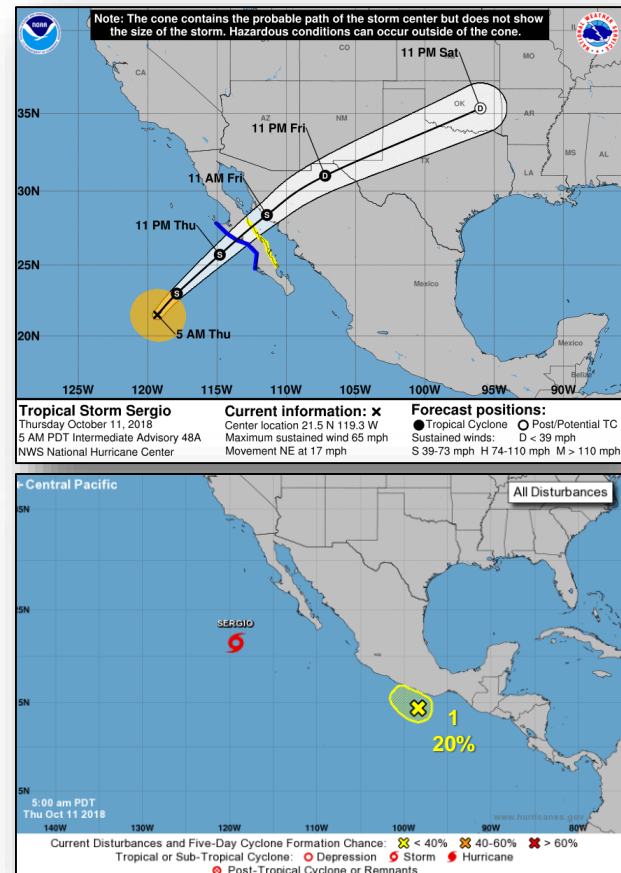 Note: The cone contains the probable path of the storm center but does not show
the size of the storm. Hazardous conditions can occur outside of the cone.
NOAA
11 PM Sat
CO
MO
CA
35N
OK
AZ
NM
AR
11 PM Fri
MS
AL
TX
LA
11 AM Fri
30N
11 PM Thu
25N
Mexico
5 AM Thu
20N
Mexico
Belize
125W 120W 115W 110W 105W 100W 95W 90W
Tropical Storm Sergio
Thursday October 11, 2018
5 AM PDT Intermediate Advisory 48A
NWS National Hurricane Center
Current information: ×
Center location 21.5 N 119.3 W
Maximum sustained wind 65 mph
Movement NE at 17 mph
Forecast positions:
● Tropical Cyclone ○ Post/Potential TC
Sustained winds: D < 39 mph
S 39-73 mph H 74-110 mph M > 110 mph
←Central Pacific
All Disturbances
5N
SERGIO
5N
5N
1
20%
5N
5:00 am PDT
Thu Oct 11 2018
www.hurricanes.gov
140W 130W 120W 110W 100W 90W 80W
Current Disturbances and Five-Day Cyclone Formation Chance: < 40% 40-60% > 60%
Tropical or Sub-Tropical Cyclone: Depression Storm Hurricane
Post-Tropical Cyclone or Remnants